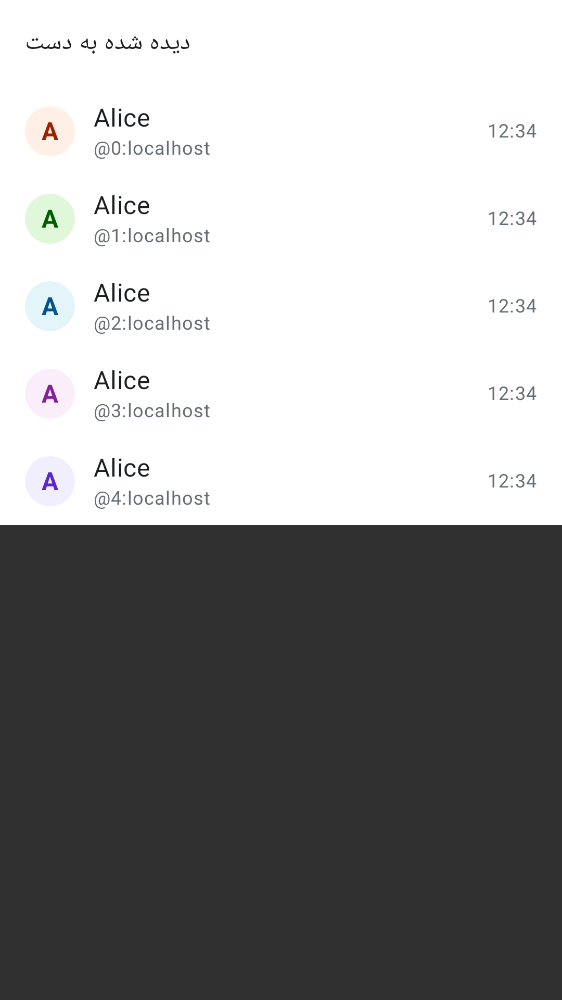 دیده شده به دست
A Alice 12:34
@0:localhost
A Alice 12:34
@1:localhost
A Alice 12:34
@2:localhost
A Alice 12:34
@3:localhost
A Alice 12:34
@4:localhost